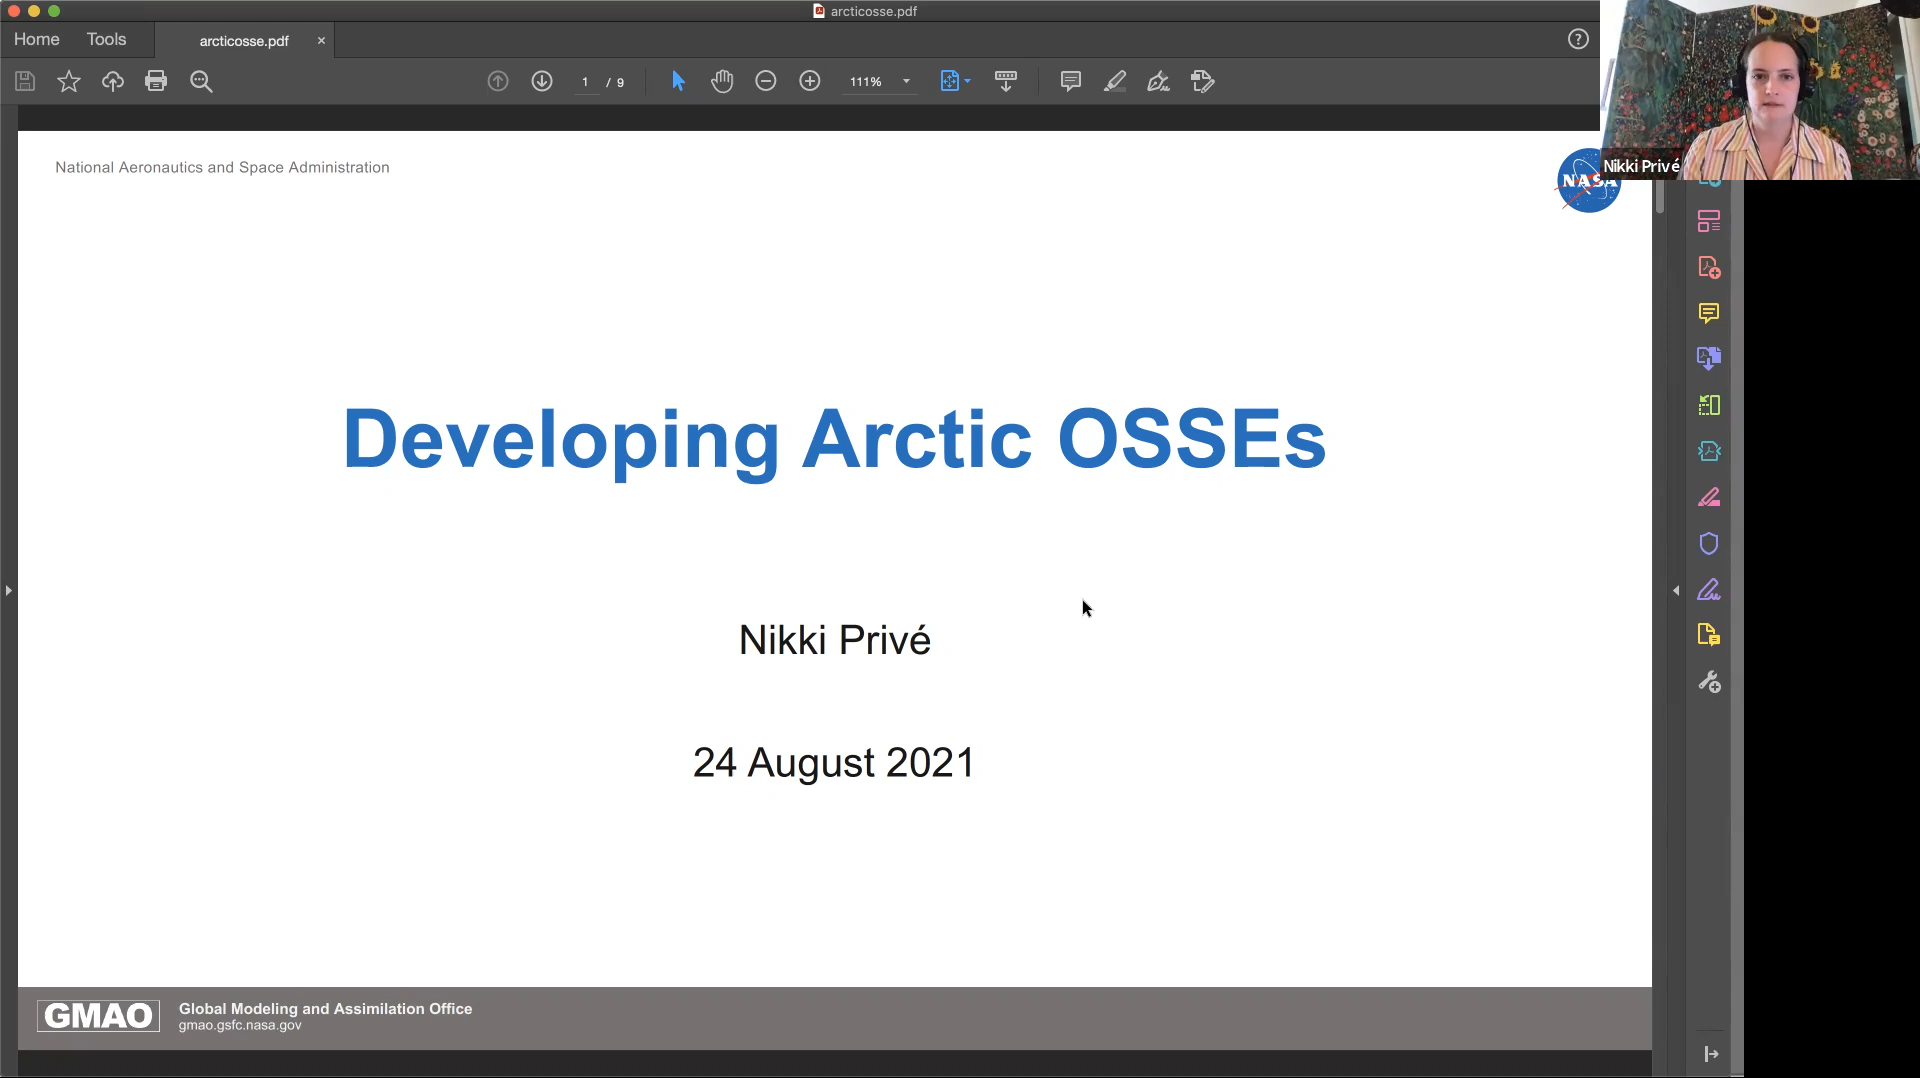 arcticosse.pdf
Home Tools arcticosse.pdf ×
1 / 9 111%
National Aeronautics and Space Administration
NASA
Nikki Privé
Developing Arctic OSSEs
Nikki Privé
24 August 2021
GMAO Global Modeling and Assimilation Office
gmao.gsfc.nasa.gov